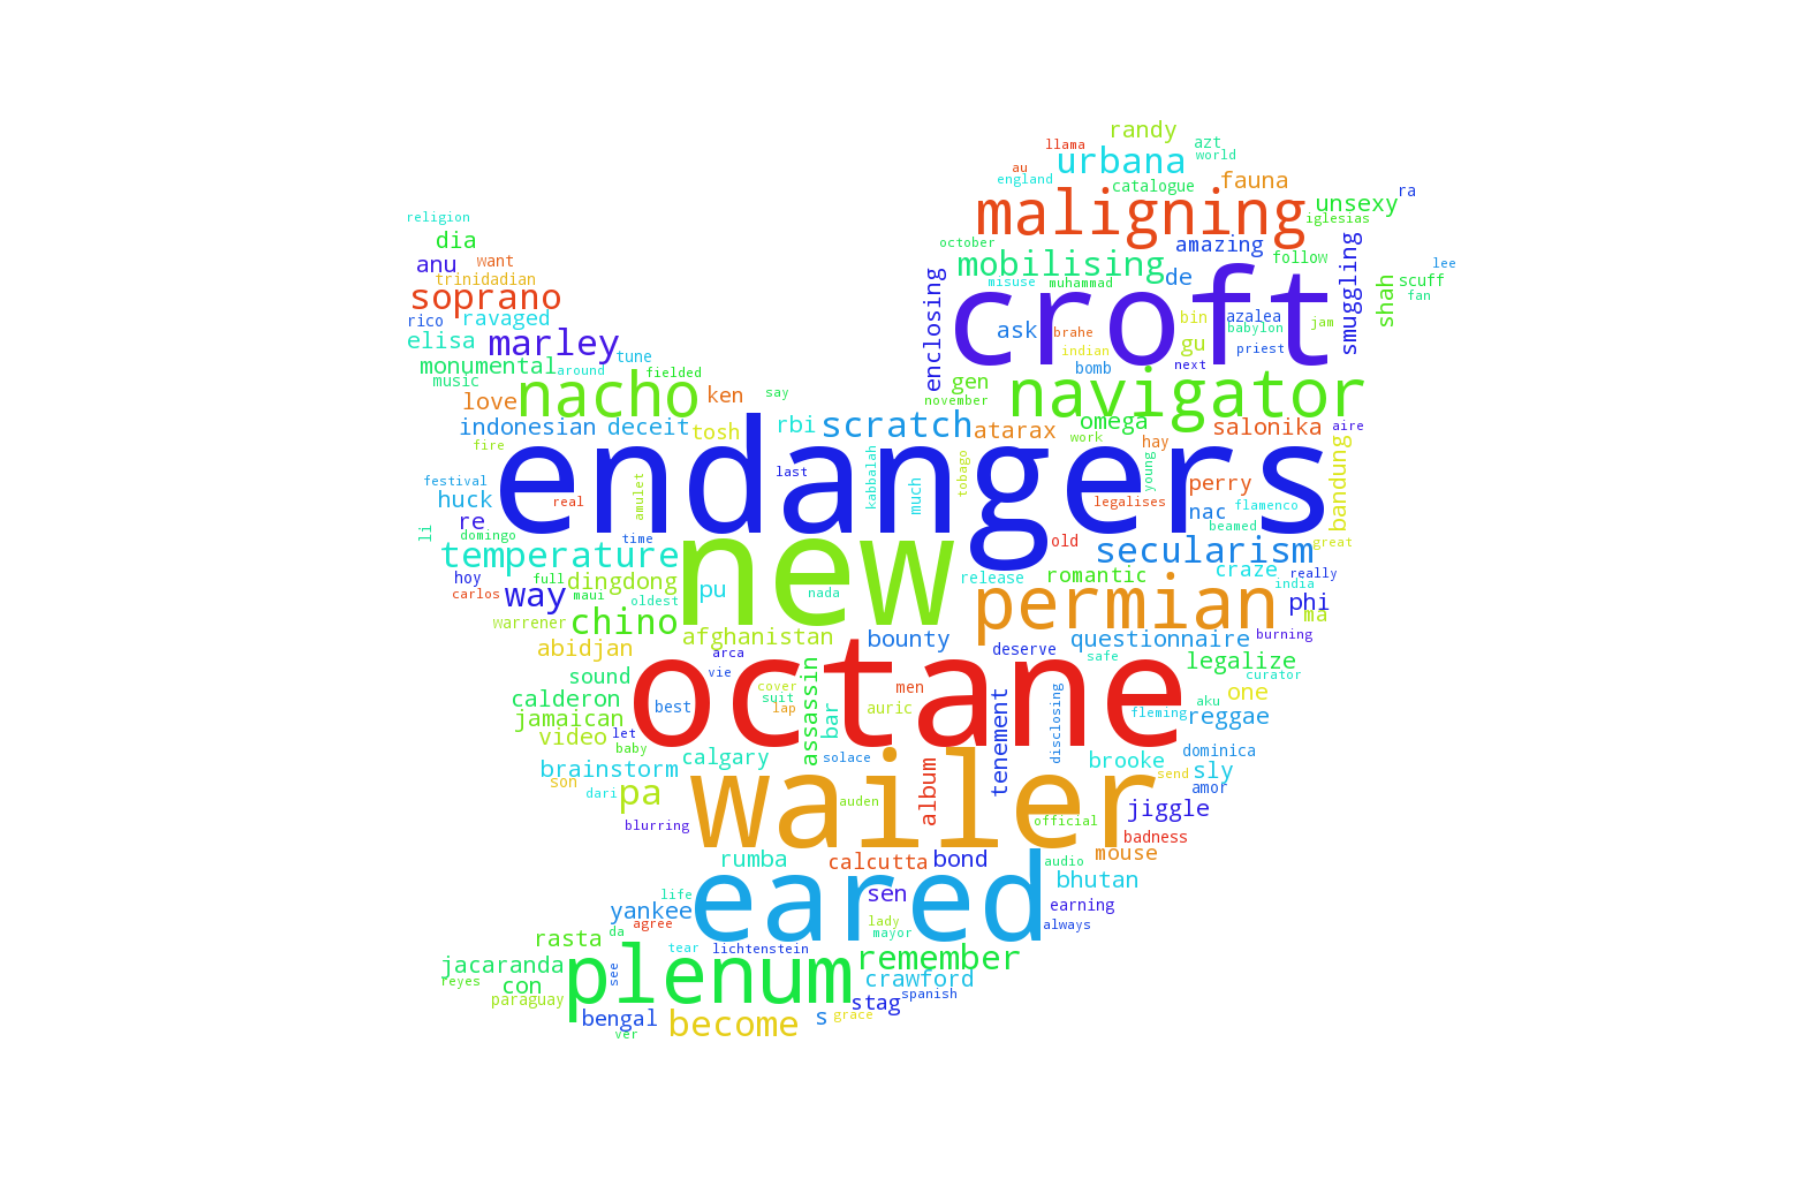 randy
llama
azt
urbana
world
au
england
catalogue
fauna
ra
maligning
unsexy
iglesias
religion
dia
october
amazing
smuggling
anu
want
mobilising
follow
lee
trinidadian
misuse
muhammad
de
enclosing
shah
scuff
fan
soprano
croft
rico
ravaged
ask
brahe
bin
azalea
babylon
jam
elisa
marley
tune
indian
gu
priest
monumental
around
fielded
bomb
next
music
nacho
ken
say
gen
navigator
love
november
indonesian
deceit
tosh
rbi
scratch
atarax
omega
salonika
aire
fire
work
hay
bandung
endangers
last
kabbalah
tobago
young
festival
huck
real
amulet
much
legalises
perry
nac
flamenco
re
beamed
li
domingo
time
old
great
temperature
new
secularism
hoy
full
dingdong
pu
release
romantic
craze
really
india
carlos
way
maui
oldest
nada
permian
phi
ma
warrener
chino
afghanistan
bounty
questionnaire
burning
abidjan
arca
deserve
safe
legalize
sound
vie
octane
curator
calderon
cover
suit
men
one
best
lap
auric
assassin
bar
tenement
disclosing
aku
jamaican
fleming
reggae
video
let
baby
calgary
solace
brooke
dominica
brainstorm
album
send
sly
son
dari
pa
wailer
auden
amor
jiggle
blurring
official
badness
rumba
calcutta
bond
audio
mouse
bhutan
life
eared
sen
yankee
earning
agree
lady
always
da
mayor
rasta
tear
lichtenstein
jacaranda
plenum
remember
reyes
con
see
crawford
paraguay
stag
spanish
bengal
become
s
grace
ver